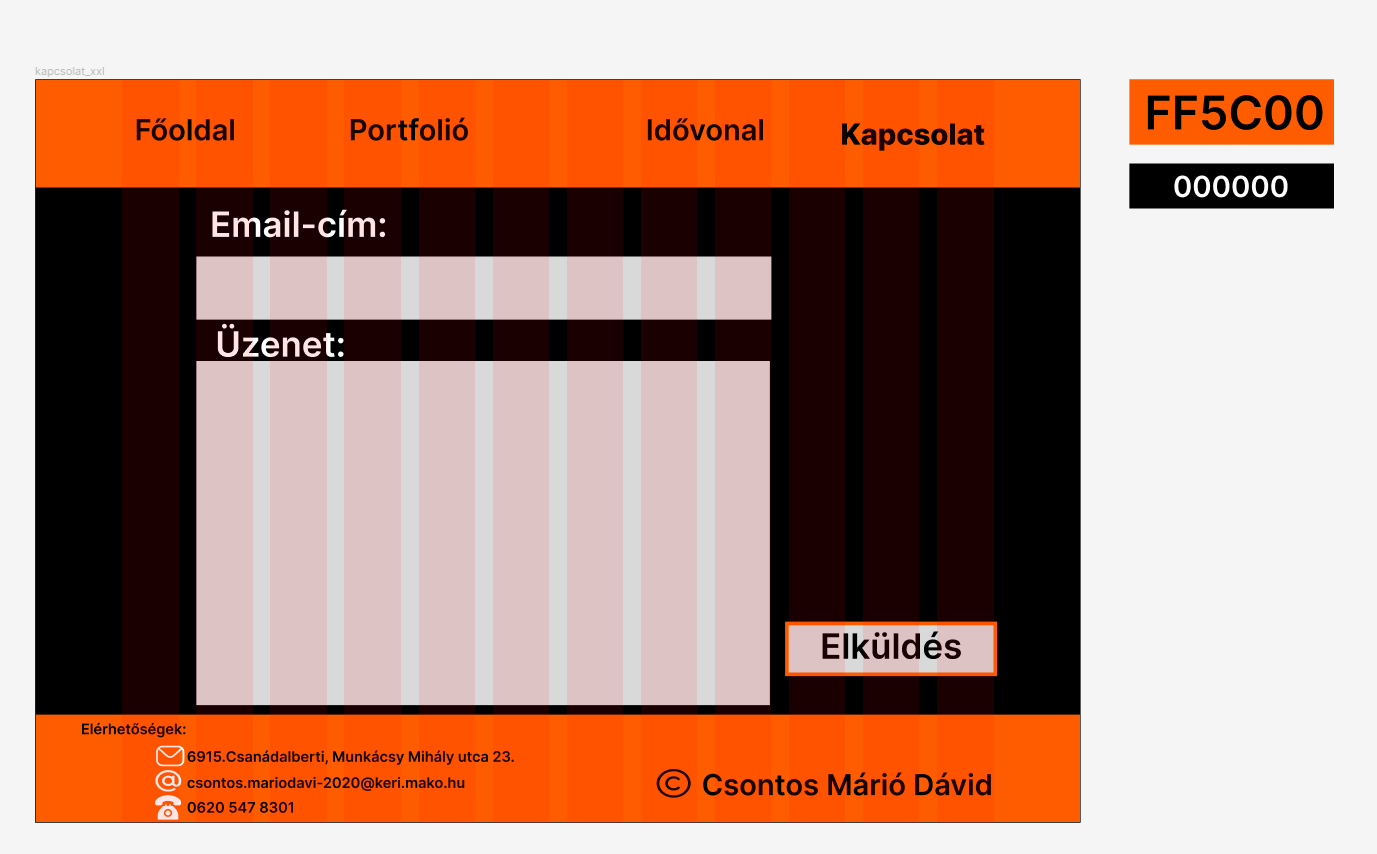 kapcsolat_xxl
Főoldal Portfolió Idővonal Kapcsolat
FF5C00
000000
Email-cím:
Üzenet:
Elküldés
Elérhetőségek:
6915.Csanádalberti, Munkácsy Mihály utca 23.
@ csontos.mariodavi-2020@keri.mako.hu
0620 547 8301
© Csontos Márió Dávid